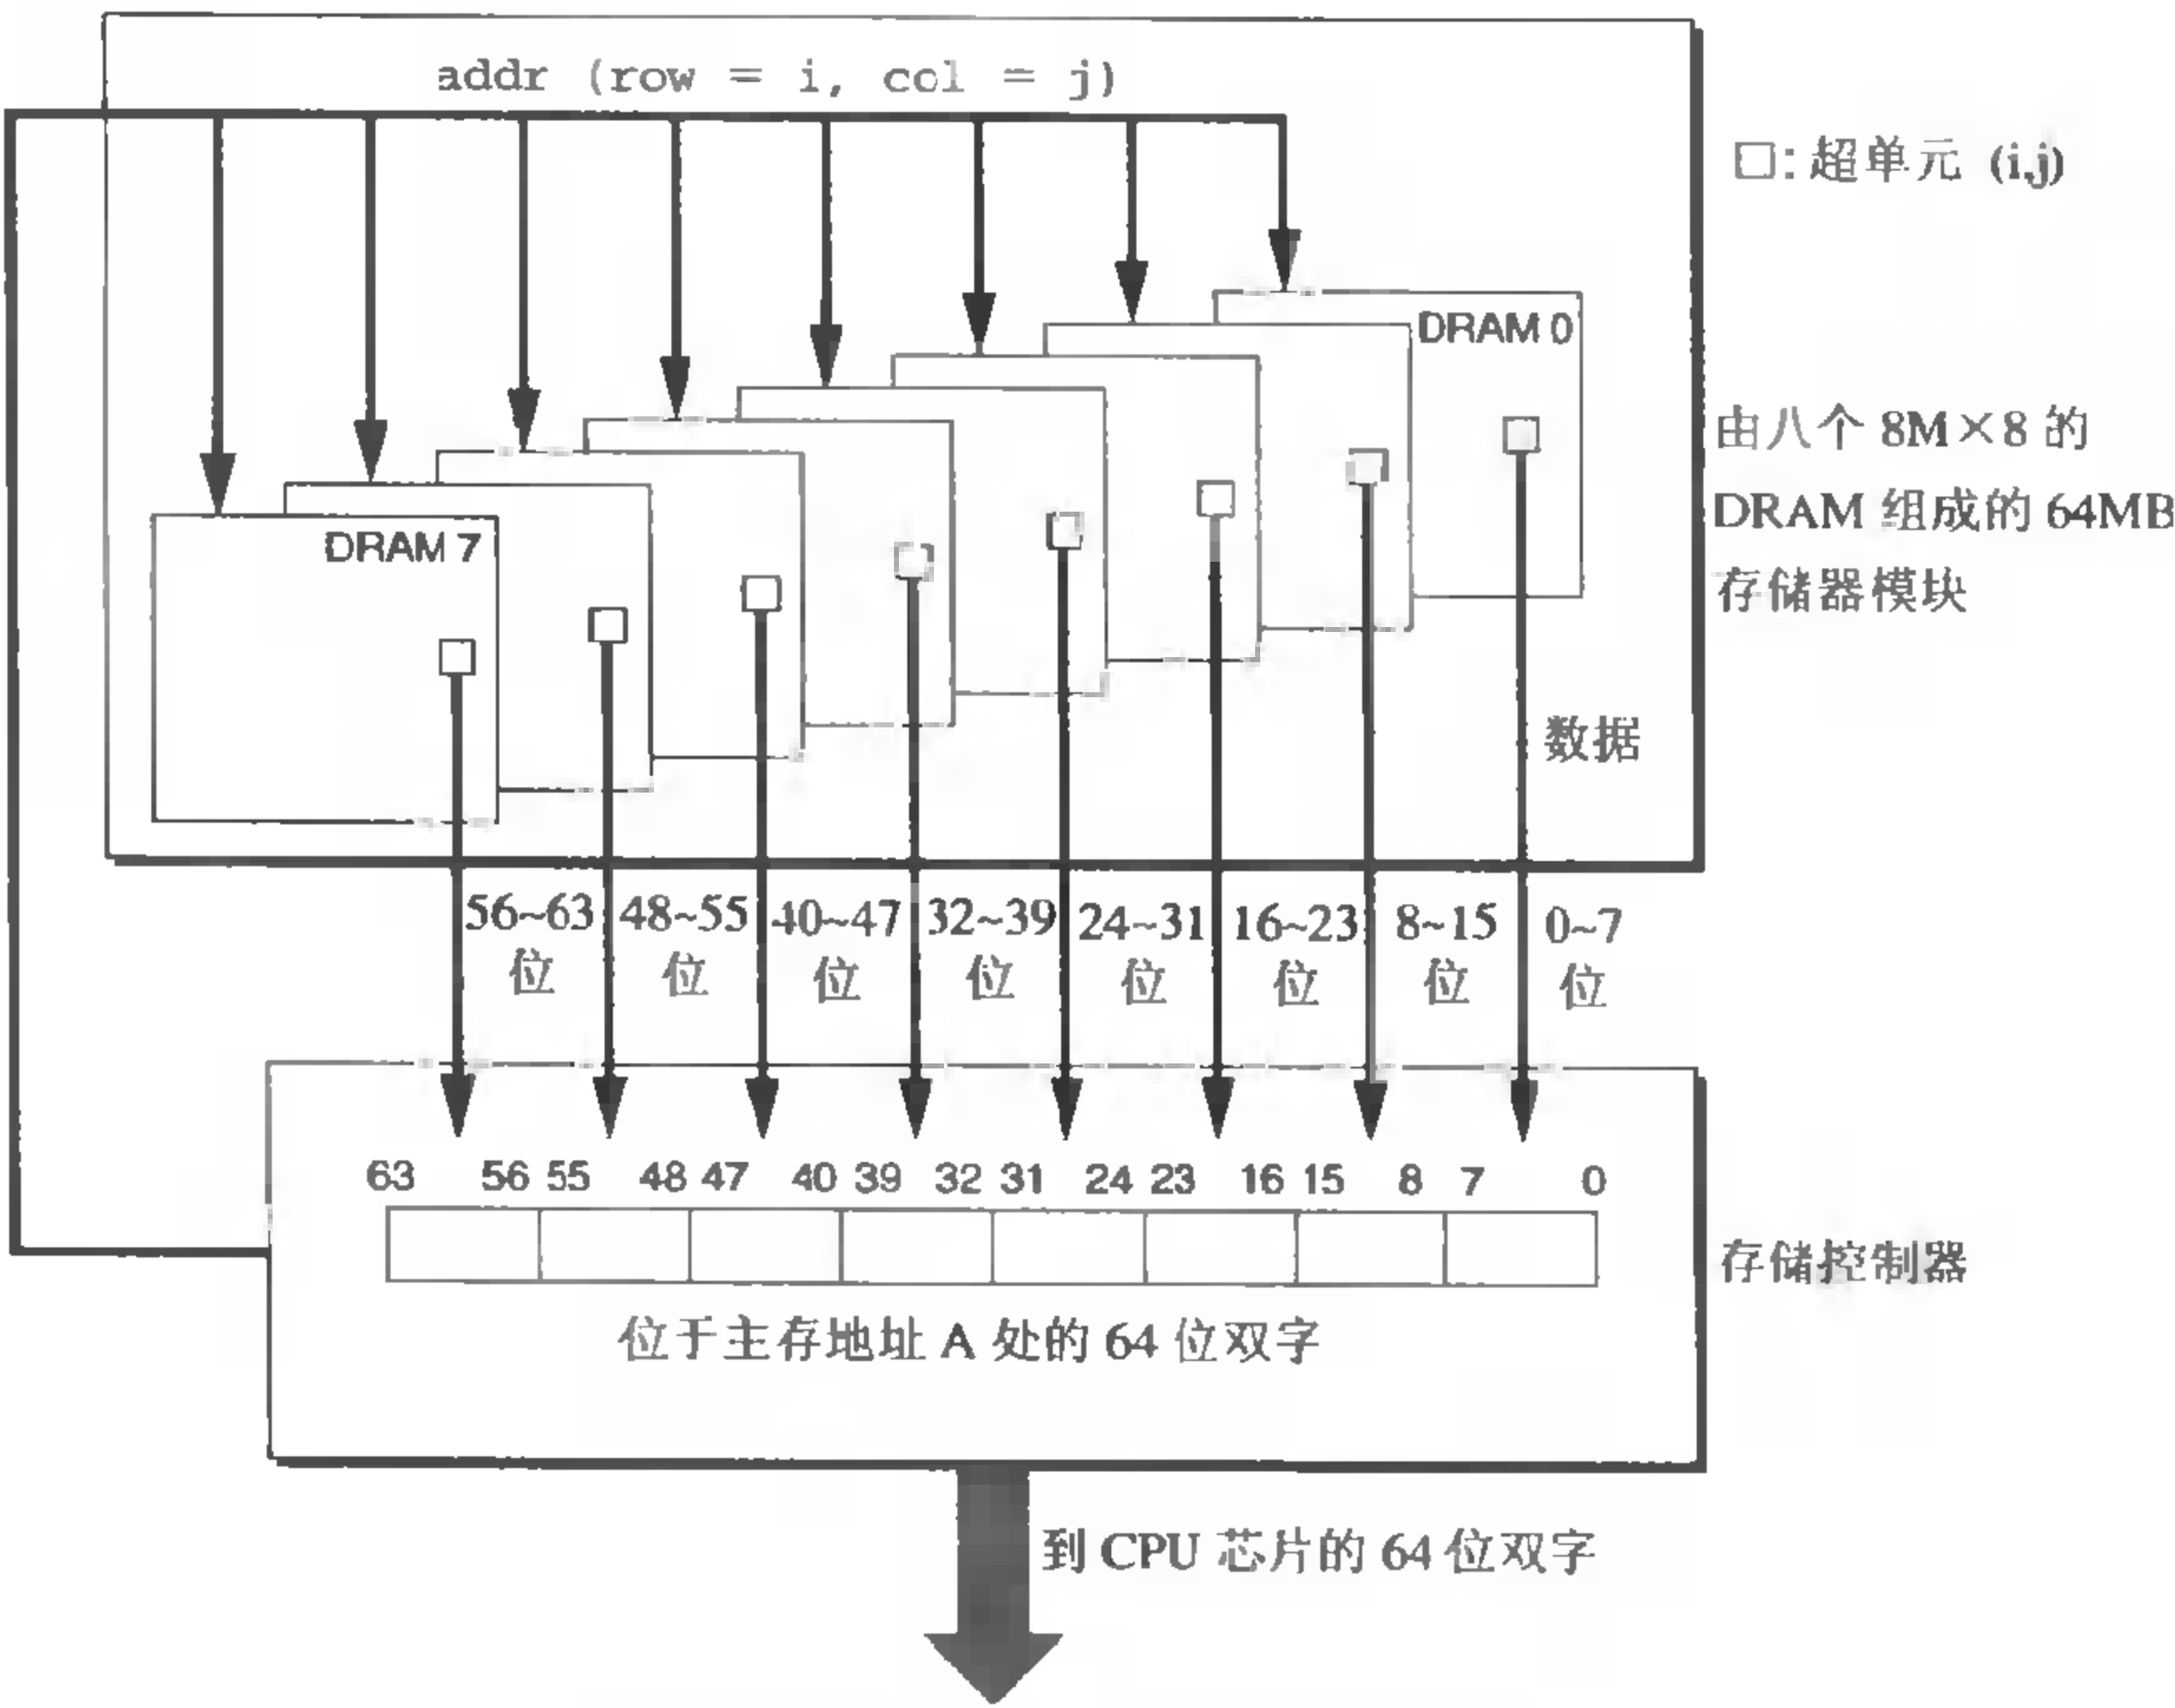 addr (row = i, col = j)
□: 超单元 (i,j)
DRAM 0
由八个 8M×8 的
DRAM 组成的 64MB
存储器模块
DRAM 7
数据
56~63 位
48~55 位
40~47 位
32~39 位
24~31 位
16~23 位
8~15 位
0~7 位
63 56 55 48 47 40 39 32 31 24 23 16 15 8 7 0
存储控制器
位于主存地址 A 处的 64 位双字
到 CPU 芯片的 64 位双字